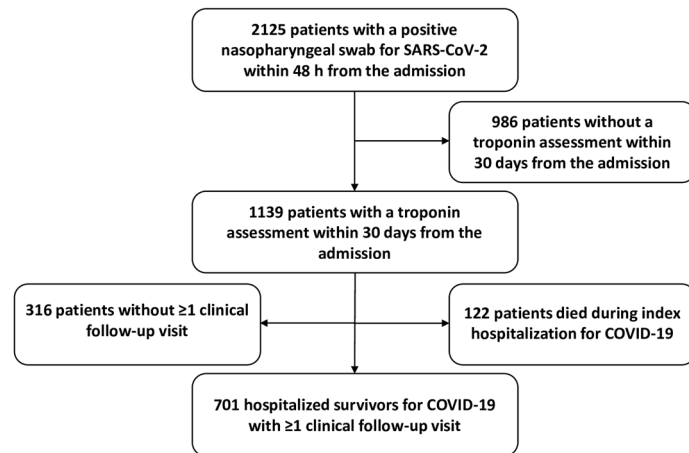 2125 patients with a positive
nasopharyngeal swab for SARS-CoV-2
within 48 h from the admission
986 patients without a
troponin assessment within
30 days from the admission
1139 patients with a troponin
assessment within 30 days from the
admission
316 patients without ≥1 clinical
follow-up visit
122 patients died during index
hospitalization for COVID-19
701 hospitalized survivors for COVID-19
with ≥1 clinical follow-up visit